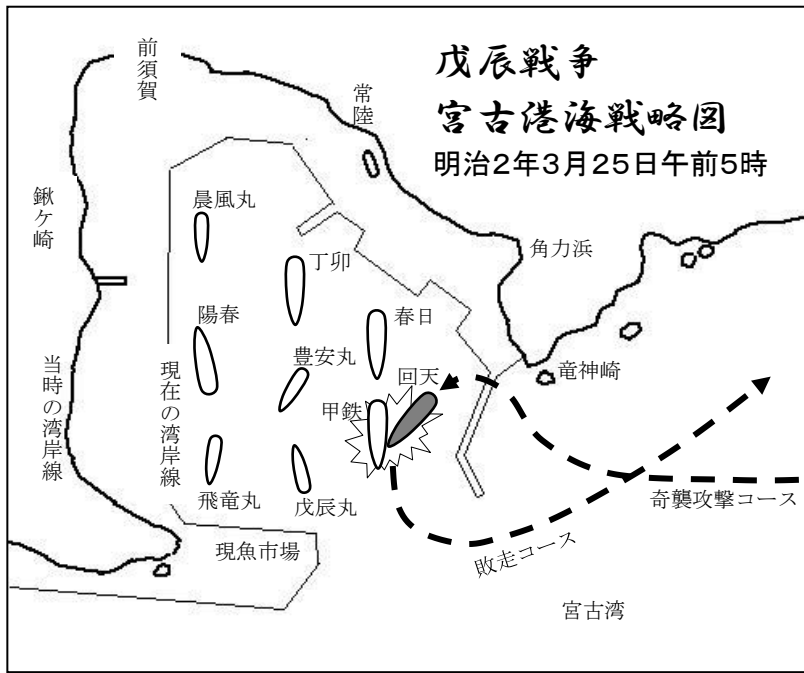 戊辰戦争
宮古港海戦略図
明治2年3月25日午前5時
前須賀
常陸
鍬ケ崎
晨風丸
丁卯
角力浜
陽春
春日
豊安丸
回天
竜神崎
当時の湾岸線
現在の湾岸線
甲鉄
飛竜丸
戊辰丸
奇襲攻撃コース
現魚市場
敗走コース
宮古湾